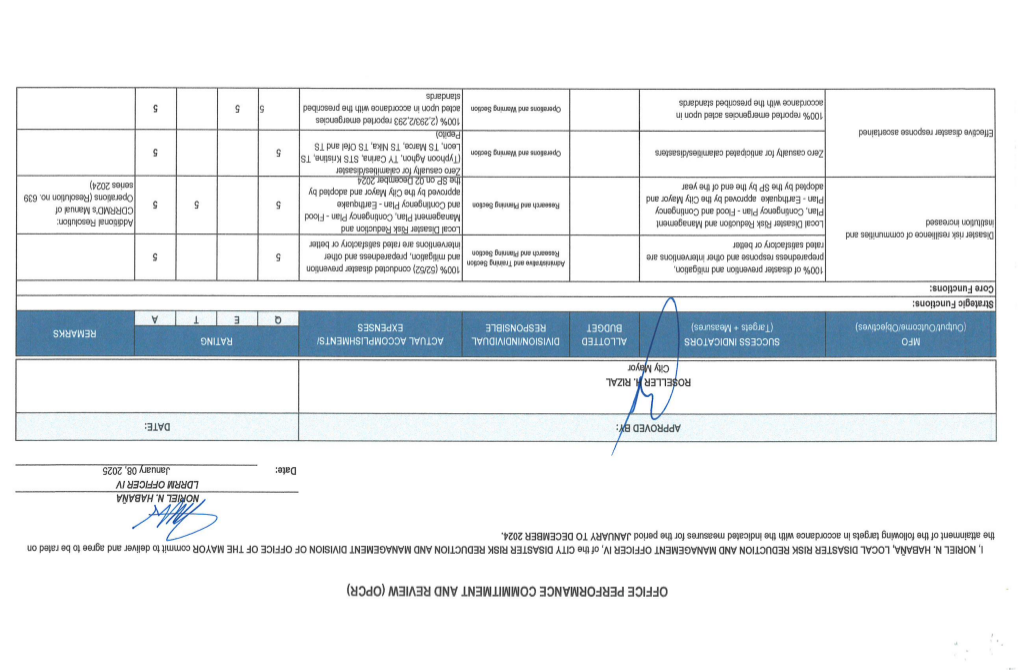 OFFICE PERFORMANCE COMMITMENT AND REVIEW (OPCR)
I, NORIEL N. HABAÑA, LOCAL DISASTER RISK REDUCTION AND MANAGEMENT OFFICER IV, of the CITY DISASTER RISK REDUCTION AND MANAGEMENT DIVISION OF OFFICE OF THE MAYOR commit to deliver and agree to be rated on
the attainment of the following targets in accordance with the indicated measures for the period JANUARY TO DECEMBER 2024.
NORIEL N. HABAÑA
LDRRM OFFICER IV
Date: January 08, 2025
APPROVED BY:
DATE:
ROSELLER H. RIZAL
City Mayor
MFO
(Output/Outcome/Objectives)
SUCCESS INDICATORS
(Targets + Measures)
ALLOTTED
BUDGET
DIVISION/INDIVIDUAL
RESPONSIBLE
ACTUAL ACCOMPLISHMENTS/
EXPENSES
RATING
Q E T A
REMARKS
Strategic Functions:
Core Functions:
Disaster risk resilience of communities and
institution increased
100% of disaster prevention and mitigation,
preparedness response and other interventions are
rated satisfactory or better
Administrative and Training Section
Research and Planning Section
100% (52/52) conducted disaster prevention
and mitigation, preparedness and other
interventions are rated satisfactory or better
5 5
Local Disaster Risk Reduction and Management
Plan, Contingency Plan - Flood and Contingency
Plan - Earthquake approved by the City Mayor and
adopted by the SP by the end of the year
Research and Planning Section
Local Disaster Risk Reduction and
Management Plan, Contingency Plan - Flood
and Contingency Plan - Earthquake
approved by the City Mayor and adopted by
the SP on 02 December 2024
5 5 5
Additional Resolution:
CDRRMD's Manual of
Operations (Resolution no. 639
series 2024)
Effective disaster response ascertained
Zero casualty for anticipated calamities/disasters
Operations and Warning Section
Zero casualty for calamities/disaster
(Typhoon Aghon, TY Carina, STS Kristine, TS
Leon, TS Marce, TS Nika, TS Ofel and TS
Pepito)
5 5
100% reported emergencies acted upon in
accordance with the prescribed standards
Operations and Warning Section
100% (2,293/2,293 reported emergencies
acted upon in accordance with the prescribed
standards
5 5 5